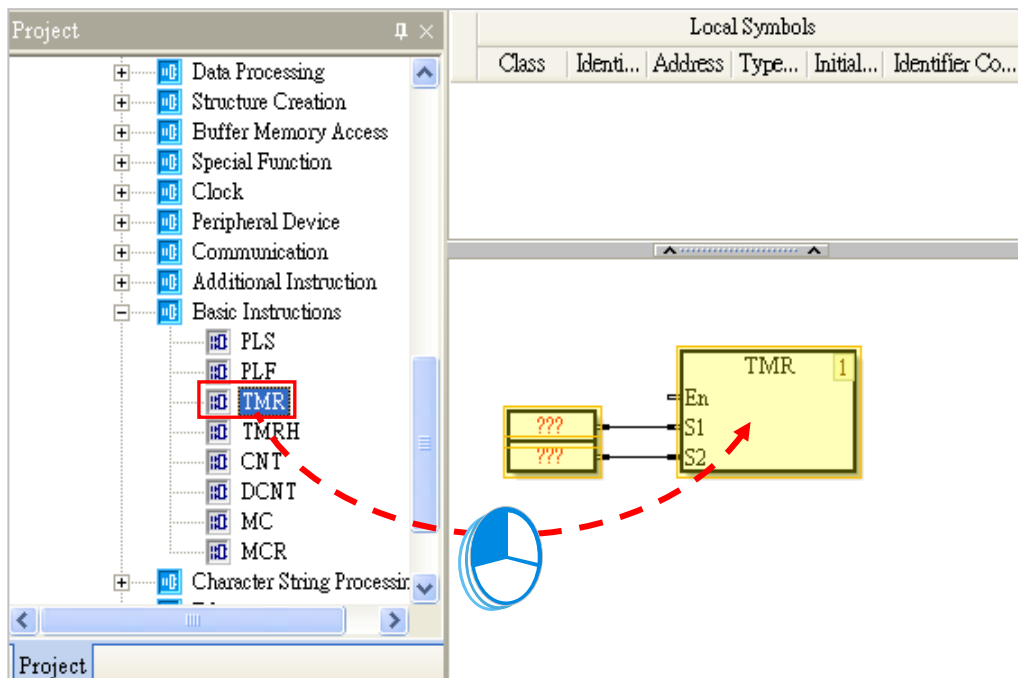 Project
Data Processing
Structure Creation
Buffer Memory Access
Special Function
Clock
Peripheral Device
Communication
Additional Instruction
Basic Instructions
PLS
PLF
TMR
TMRH
CNT
DCNT
MC
MCR
Character String Processin
Project
Local Symbols
Class Identi... Address Type... Initial... Identifier Co...
TMR 1
En
??? S1
??? S2